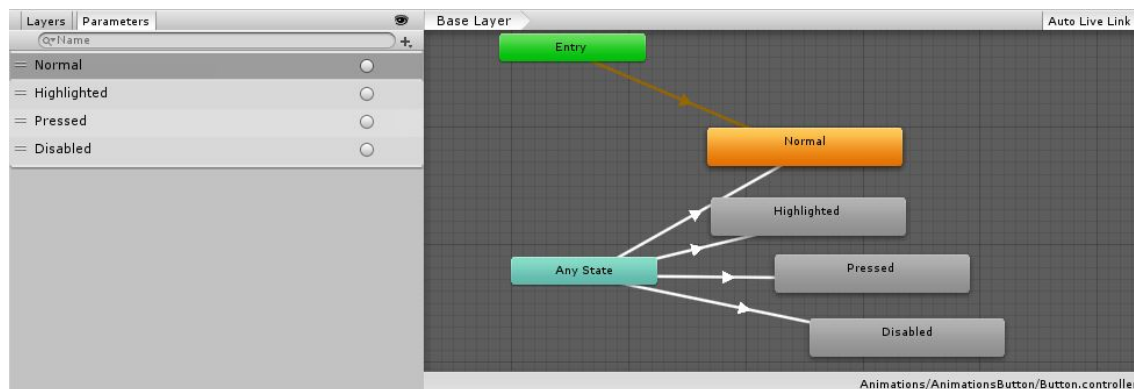 Layers Parameters
Name
Normal
Highlighted
Pressed
Disabled
Base Layer
Auto Live Link
Entry
Normal
Highlighted
Any State
Pressed
Disabled
Animations/AnimationsButton/Button.controller